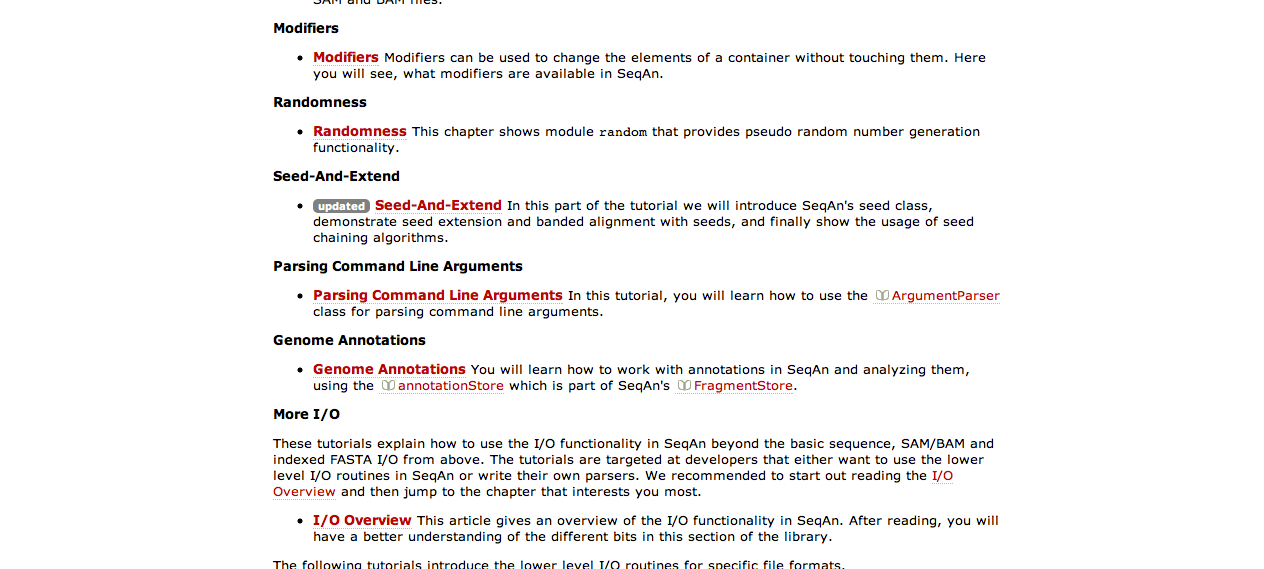 SAM and BAM files.
Modifiers
• Modifiers Modifiers can be used to change the elements of a container without touching them. Here
you will see, what modifiers are available in SeqAn.
Randomness
• Randomness This chapter shows module random that provides pseudo random number generation
functionality.
Seed-And-Extend
• updated Seed-And-Extend In this part of the tutorial we will introduce SeqAn's seed class,
demonstrate seed extension and banded alignment with seeds, and finally show the usage of seed
chaining algorithms.
Parsing Command Line Arguments
• Parsing Command Line Arguments In this tutorial, you will learn how to use the ArgumentParser
class for parsing command line arguments.
Genome Annotations
• Genome Annotations You will learn how to work with annotations in SeqAn and analyzing them,
using the annotationStore which is part of SeqAn's FragmentStore.
More I/O
These tutorials explain how to use the I/O functionality in SeqAn beyond the basic sequence, SAM/BAM and
indexed FASTA I/O from above. The tutorials are targeted at developers that either want to use the lower
level I/O routines in SeqAn or write their own parsers. We recommended to start out reading the I/O
Overview and then jump to the chapter that interests you most.
• I/O Overview This article gives an overview of the I/O functionality in SeqAn. After reading, you will
have a better understanding of the different bits in this section of the library.
The following tutorials introduce the lower level I/O routines for specific file formats.